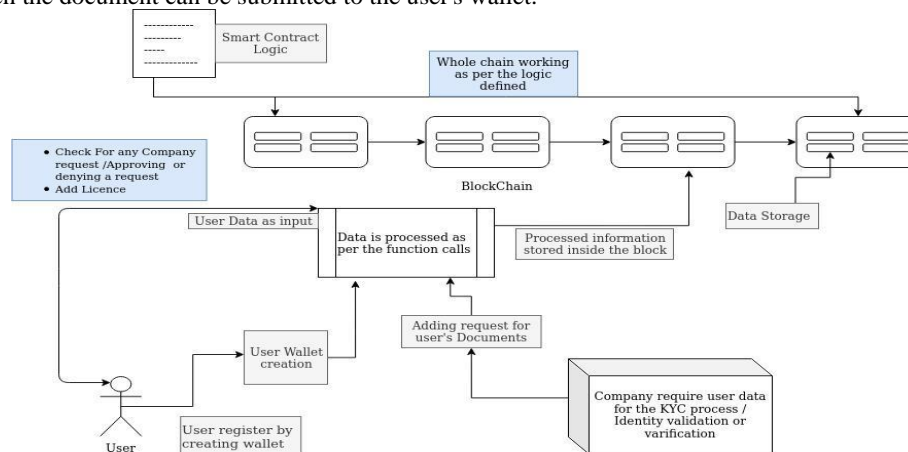 the document can be submitted to the user's wallet.
------------
---------
-----
-------------
Smart Contract
Logic
Whole chain working
as per the logic
defined
• Check For any Company
request /Approving or
denying a request
• Add Licence
BlockChain
User Data as input
Data is processed as
per the function calls
Processed information
stored inside the block
Data Storage
Adding request for
user's Documents
User Wallet
creation
Company require user data
for the KYC process /
Identity validation or
varification
User register by
creating wallet
User